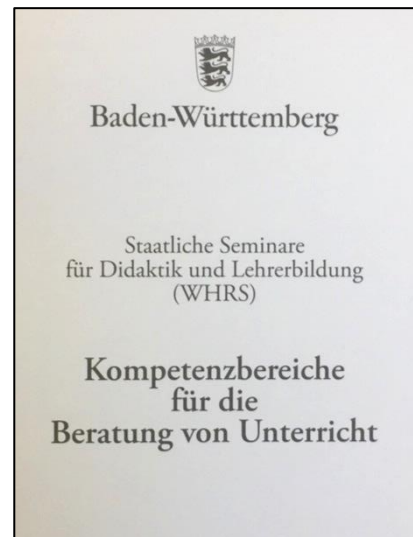 Baden-Württemberg
Staatliche Seminare
für Didaktik und Lehrerbildung
(WHRS)
Kompetenzbereiche
für die
Beratung von Unterricht